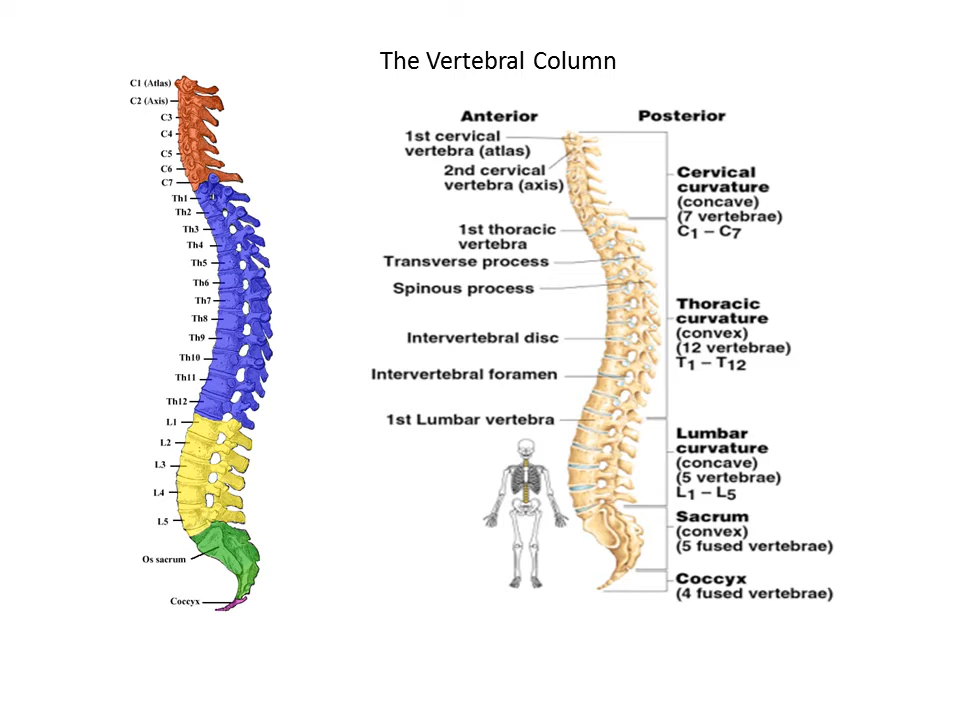 The Vertebral Column
C1 (Atlas)
C2 (Axis)
C3
C4
C5
C6
C7
Th1
Th2
Th3
Th4
Th5
Th6
Th7
Th8
Th9
Th10
Th11
Th12
L1
L2
L3
L4
L5
Os sacrum
Coccyx
Anterior
1st cervical
vertebra (atlas)
2nd cervical
vertebra (axis)
1st thoracic
vertebra
Transverse process
Spinous process
Intervertebral disc
Intervertebral foramen
1st Lumbar vertebra
Posterior
Cervical
curvature
(concave)
(7 vertebrae)
C1 – C7
Thoracic
curvature
(convex)
(12 vertebrae)
T1 – T12
Lumbar
curvature
(concave)
(5 vertebrae)
L1 – L5
Sacrum
(convex)
(5 fused vertebrae)
Coccyx
(4 fused vertebrae)